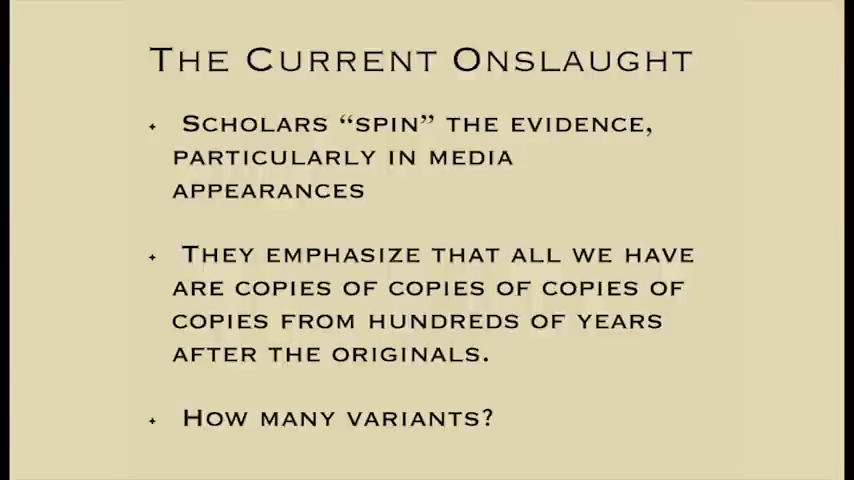 The Current Onslaught
Scholars “spin” the evidence,
particularly in media
appearances
They emphasize that all we have
are copies of copies of copies of
copies from hundreds of years
after the originals.
How many variants?